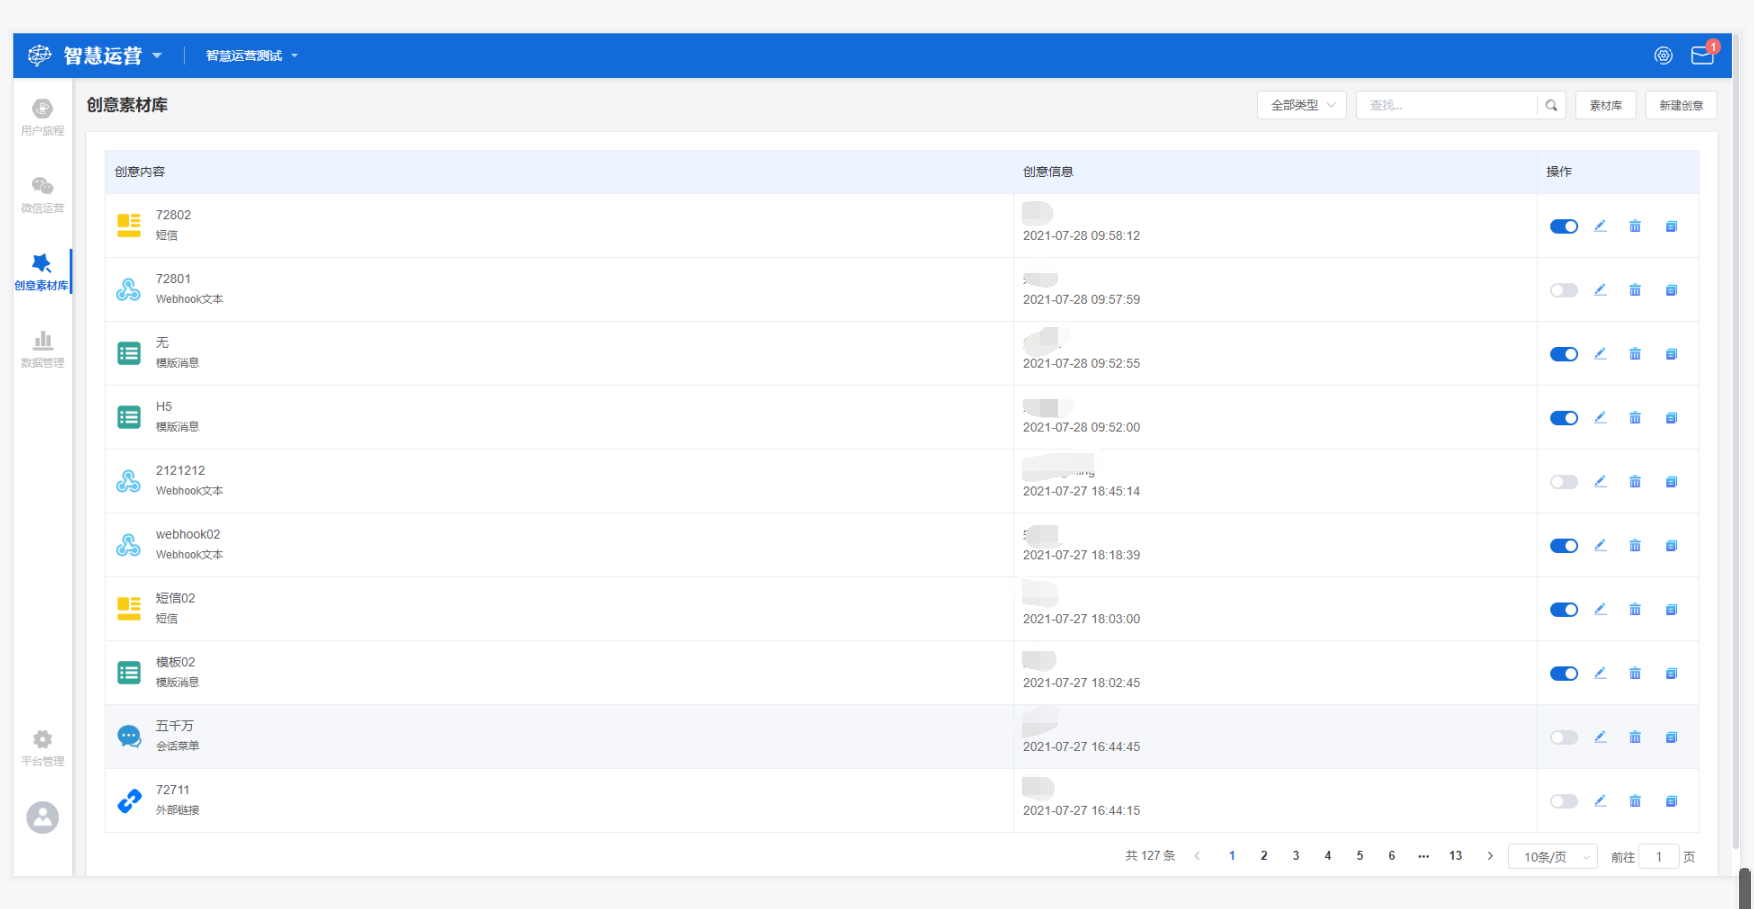 智慧运营
智慧运营测试
1
用户旅程
微信运营
创意素材库
数据管理
平台管理
创意素材库
全部类型
查找...
素材库
新建创意
创意内容 创意信息 操作
72802
短信
2021-07-28 09:58:12
72801
Webhook文本
2021-07-28 09:57:59
无
模版消息
2021-07-28 09:52:55
H5
模版消息
2021-07-28 09:52:00
2121212
Webhook文本
2021-07-27 18:45:14
webhook02
Webhook文本
2021-07-27 18:18:39
短信02
短信
2021-07-27 18:03:00
模板02
模版消息
2021-07-27 18:02:45
五千万
会话菜单
2021-07-27 16:44:45
72711
外部链接
2021-07-27 16:44:15
共 127 条 1 2 3 4 5 6 ... 13 10条/页 前往 1 页